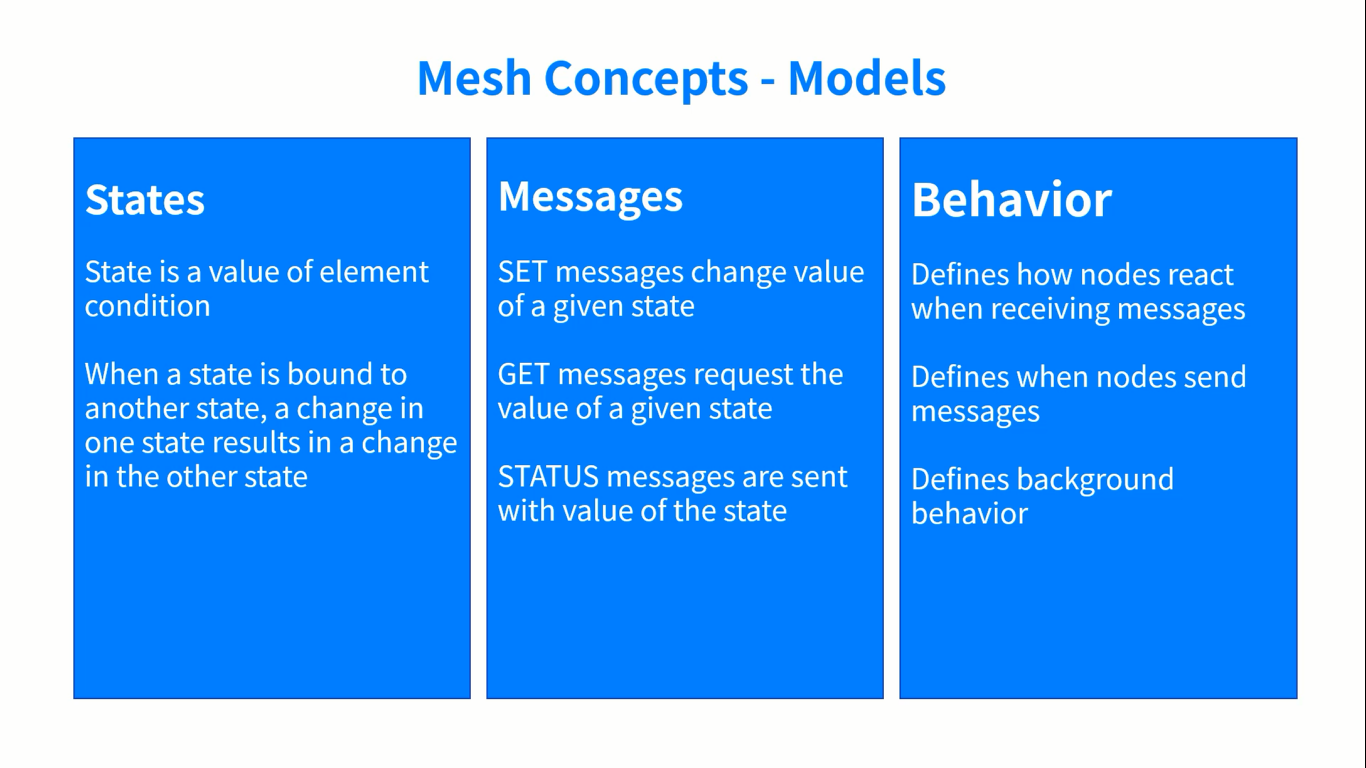 Mesh Concepts - Models
States
State is a value of element
condition
When a state is bound to
another state, a change in
one state results in a change
in the other state
Messages
SET messages change value
of a given state
GET messages request the
value of a given state
STATUS messages are sent
with value of the state
Behavior
Defines how nodes react
when receiving messages
Defines when nodes send
messages
Defines background
behavior